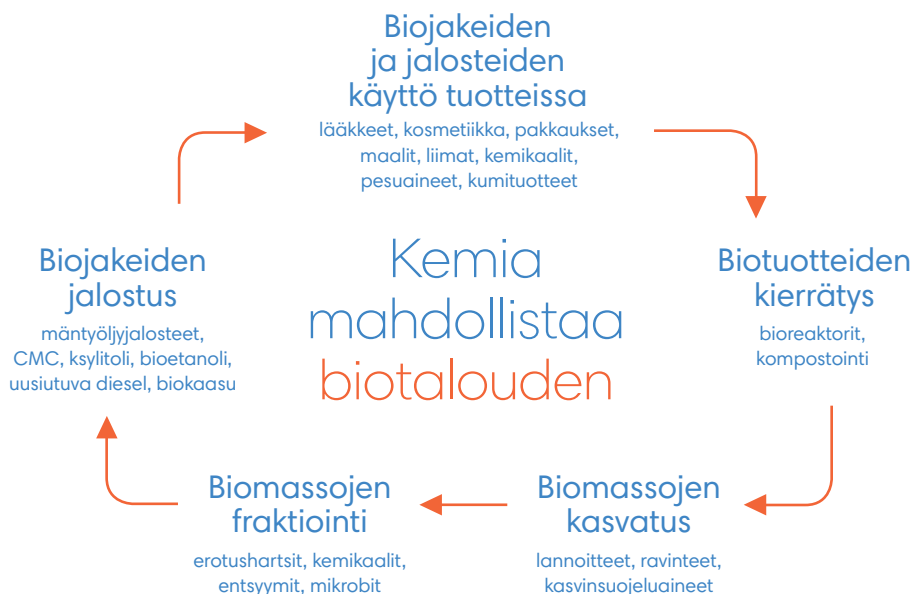 Biojakeiden
ja jalosteiden
käyttö tuotteissa
lääkkeet, kosmetiikka, pakkaukset,
maalit, liimat, kemikaalit,
pesuaineet, kumituotteet
Kemia
mahdollistaa
biotalouden
Biotuotteiden
kierrätys
bioreaktorit,
kompostointi
Biomassojen
kasvatus
lannoitteet, ravinteet,
kasvinsuojeluaineet
Biomassojen
fraktiointi
erotushartsit, kemikaalit,
entsyymit, mikrobit
Biojakeiden
jalostus
mäntyöljyjalosteet,
CMC, ksylitoli, bioetanoli,
uusiutuva diesel, biokaasu